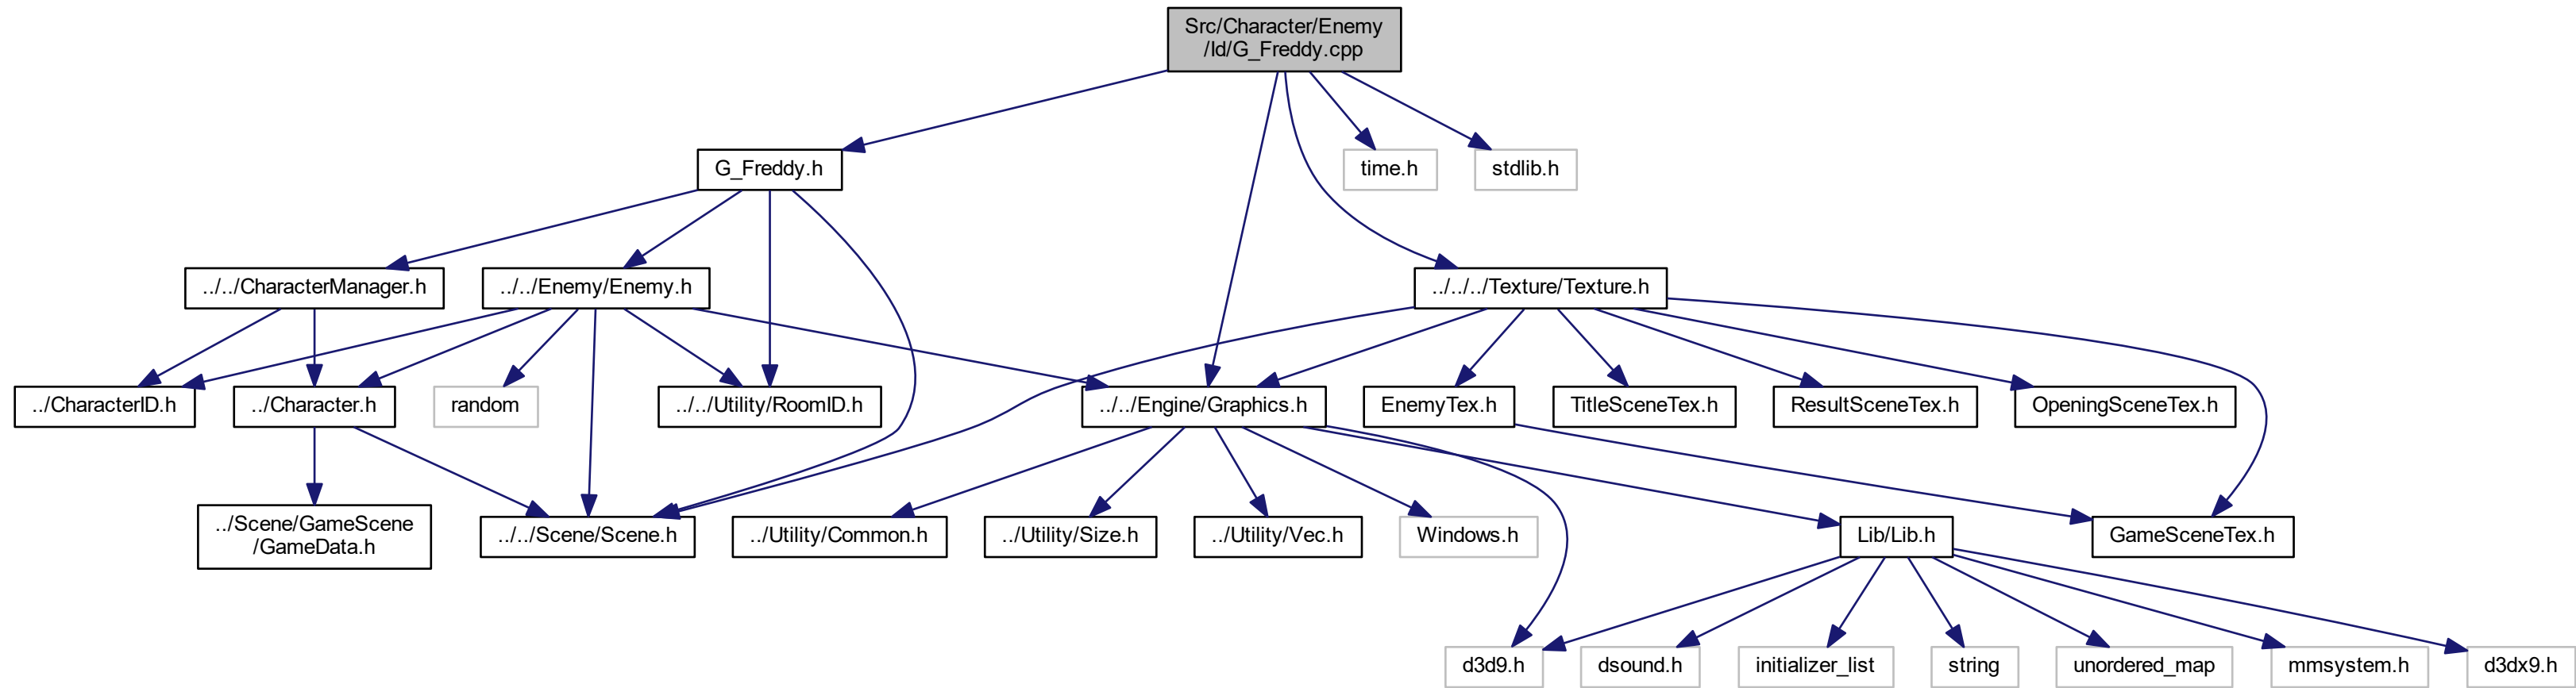 Src/Character/Enemy
/Id/G_Freddy.cpp
G_Freddy.h
time.h
stdlib.h
../../CharacterManager.h
../../Enemy/Enemy.h
../../../Texture/Texture.h
../CharacterID.h
../Character.h
random
../../Utility/RoomID.h
../../Engine/Graphics.h
EnemyTex.h
TitleSceneTex.h
ResultSceneTex.h
OpeningSceneTex.h
../Scene/GameScene
/GameData.h
../../Scene/Scene.h
../Utility/Common.h
../Utility/Size.h
../Utility/Vec.h
Windows.h
Lib/Lib.h
GameSceneTex.h
d3d9.h
dsound.h
initializer_list
string
unordered_map
mmsystem.h
d3dx9.h